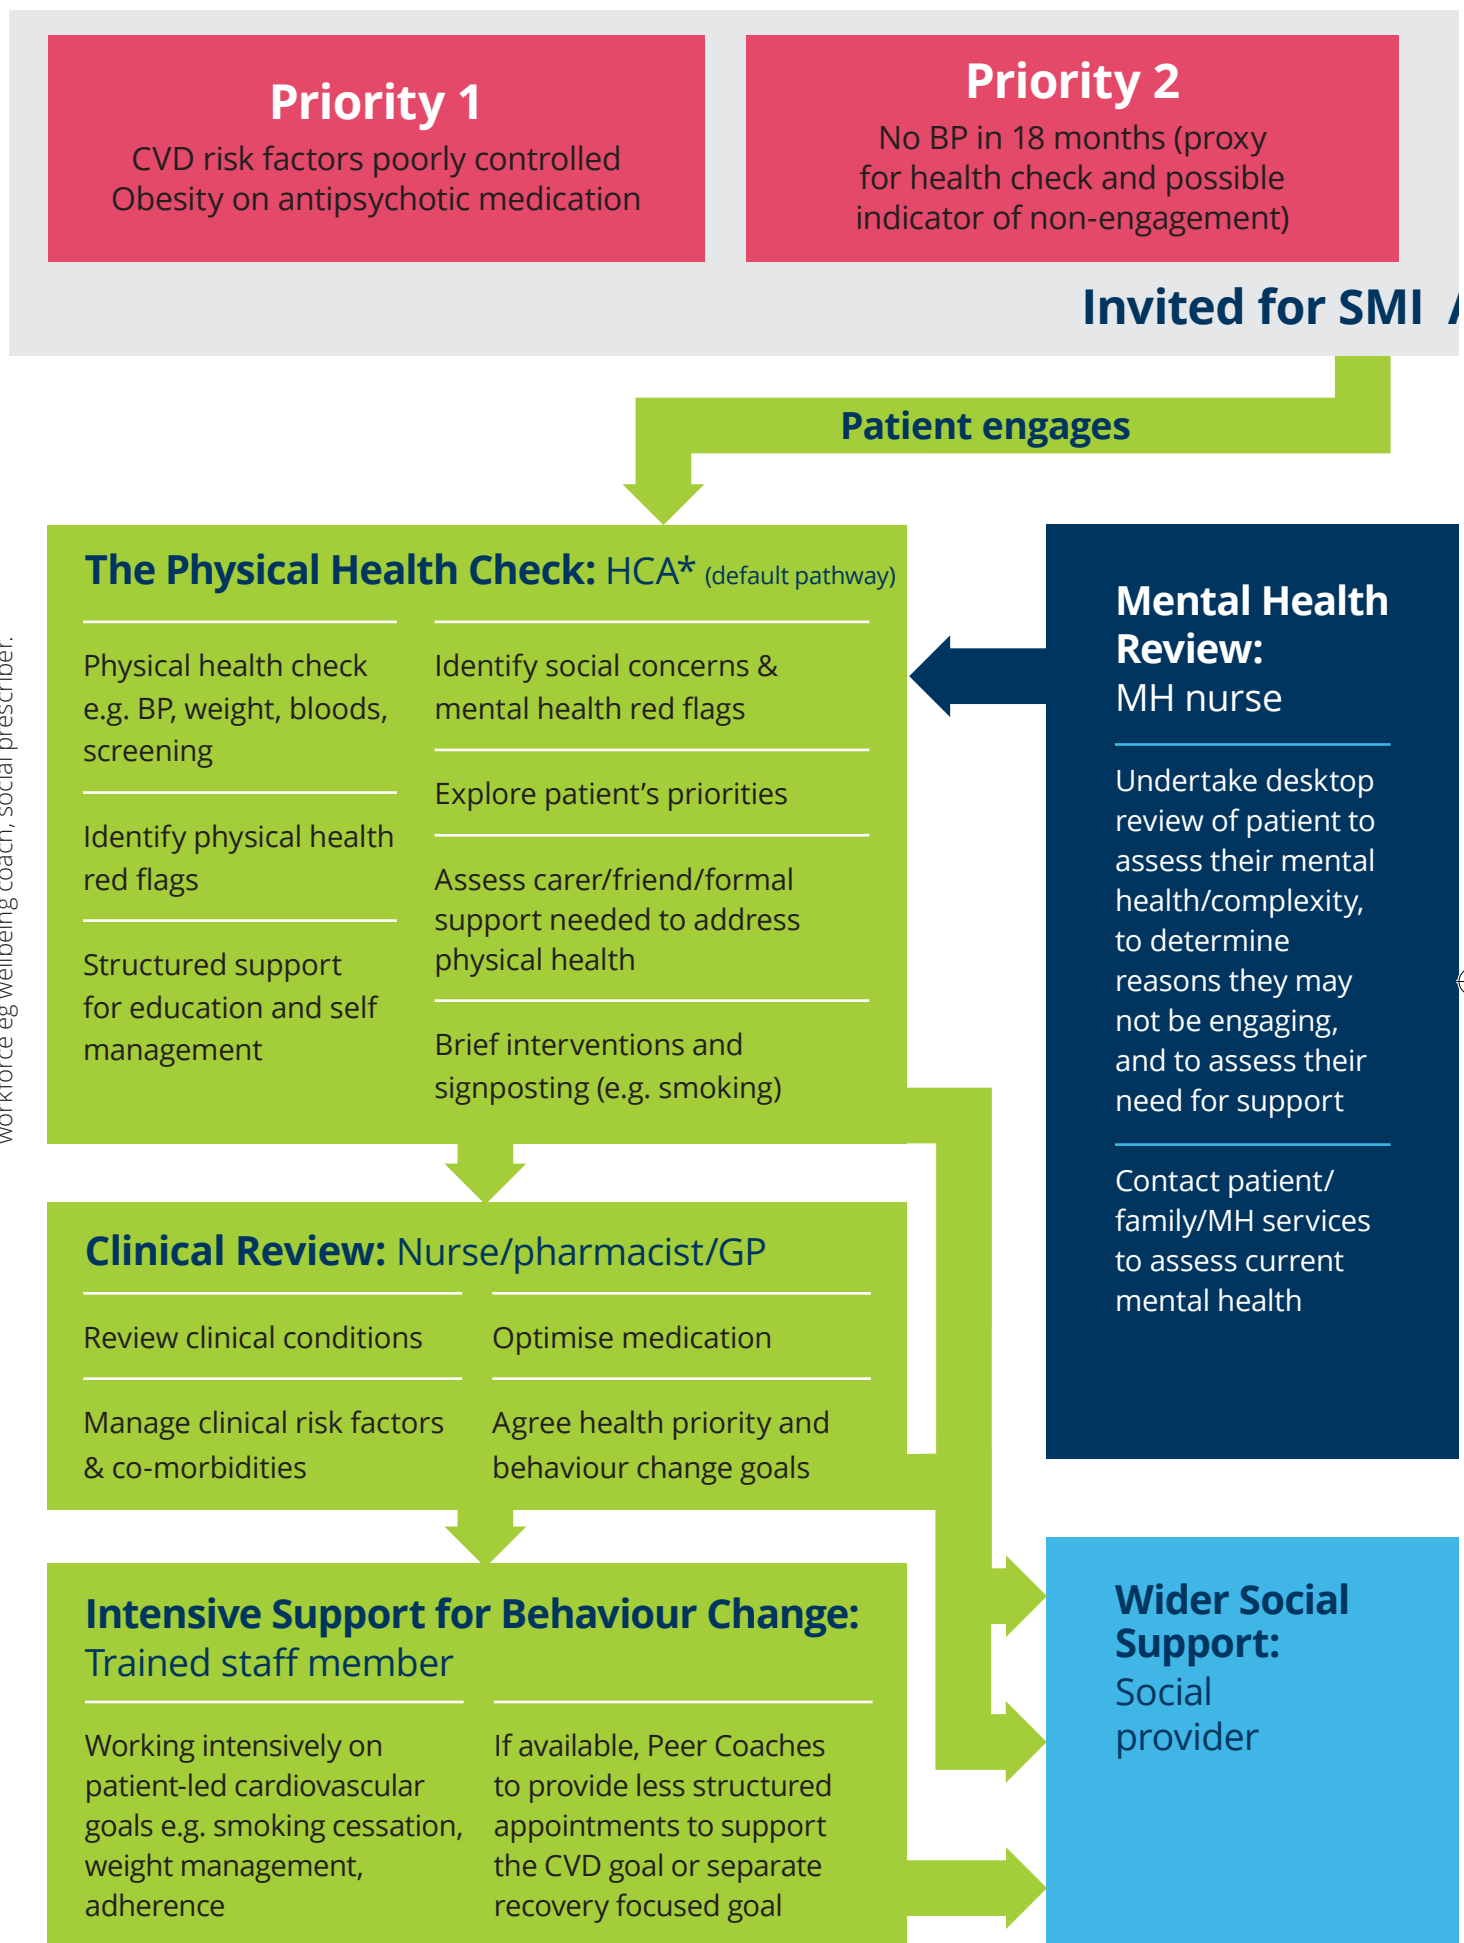 Priority 1
CVD risk factors poorly controlled
Obesity on antipsychotic medication
Priority 2
No BP in 18 months (proxy
for health check and possible
indicator of non-engagement)
Invited for SMI
Patient engages
The Physical Health Check: HCA* (default pathway)
Physical health check
e.g. BP, weight, bloods,
screening
Identify physical health
red flags
Structured support
for education and self
management
Identify social concerns &
mental health red flags
Explore patient's priorities
Assess carer/friend/formal
support needed to address
physical health
Brief interventions and
signposting (e.g. smoking)
Mental Health
Review:
MH nurse
Undertake desktop
review of patient to
assess their mental
health/complexity,
to determine
reasons they may
not be engaging,
and to assess their
need for support
Contact patient/
family/MH services
to assess current
mental health
Clinical Review: Nurse/pharmacist/GP
Review clinical conditions
Manage clinical risk factors
& co-morbidities
Optimise medication
Agree health priority and
behaviour change goals
Intensive Support for Behaviour Change:
Trained staff member
Working intensively on
patient-led cardiovascular
goals e.g. smoking cessation,
weight management,
adherence
If available, Peer Coaches
to provide less structured
appointments to support
the CVD goal or separate
recovery focused goal
Wider Social
Support:
Social
provider
workforce eg wellbeing coach, social prescriber.